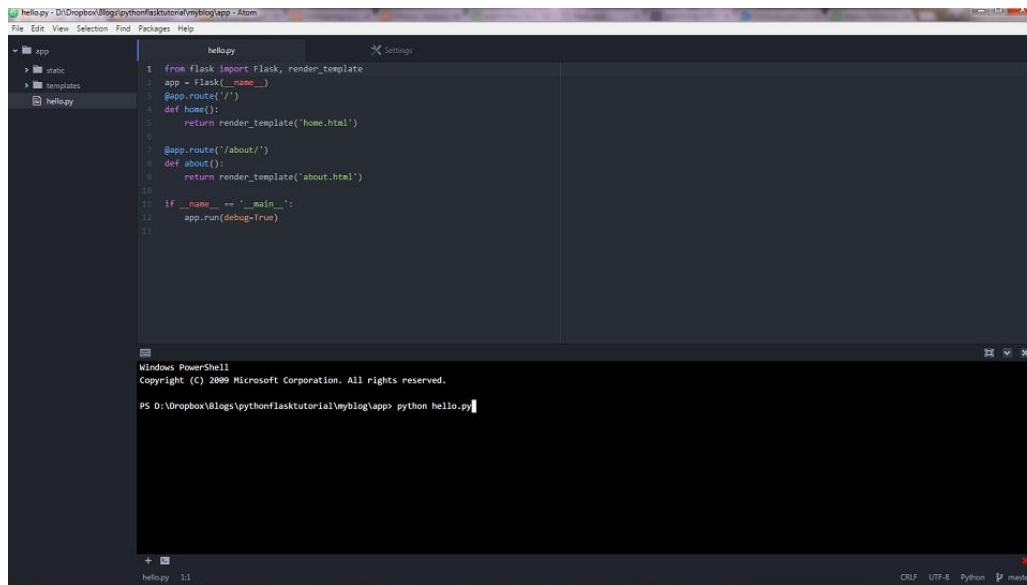 hello.py - D:\Dropbox\Blogs\pythonflasktutorial\myblog\app - Atom
File Edit View Selection Find Packages Help
app
static
templates
hello.py
hello.py
Settings
1 from flask import Flask, render_template
2 app = Flask(__name__)
3 @app.route('/')
4 def home():
5 return render_template('home.html')
6
7 @app.route('/about/')
8 def about():
9 return render_template('about.html')
10
11 if __name__ == '__main__':
12 app.run(debug=True)
13
Windows PowerShell
Copyright (C) 2009 Microsoft Corporation. All rights reserved.
PS D:\Dropbox\Blogs\pythonflasktutorial\myblog\app> python hello.py
hello.py 1:1
CRLF UTF-8 Python